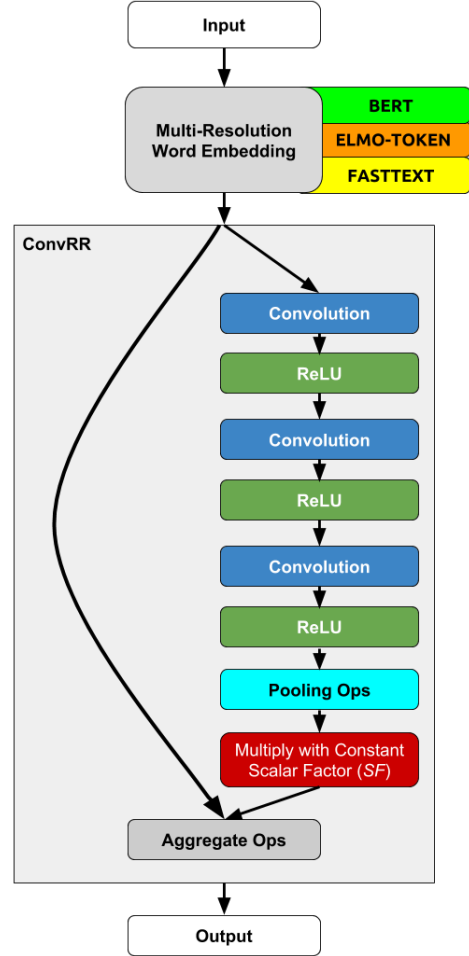 Input
Multi-Resolution
Word Embedding
BERT
ELMO-TOKEN
FASTTEXT
ConvRR
Convolution
ReLU
Convolution
ReLU
Convolution
ReLU
Pooling Ops
Multiply with Constant
Scalar Factor (SF)
Aggregate Ops
Output